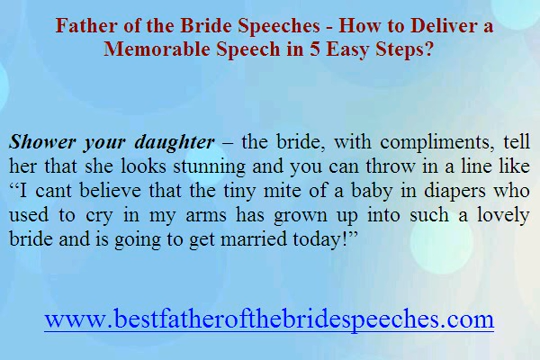 Father of the Bride Speeches - How to Deliver a
Memorable Speech in 5 Easy Steps?
Shower your daughter – the bride, with compliments, tell
her that she looks stunning and you can throw in a line like
“I cant believe that the tiny mite of a baby in diapers who
used to cry in my arms has grown up into such a lovely
bride and is going to get married today!”
www.bestfatherofthebridespeeches.com